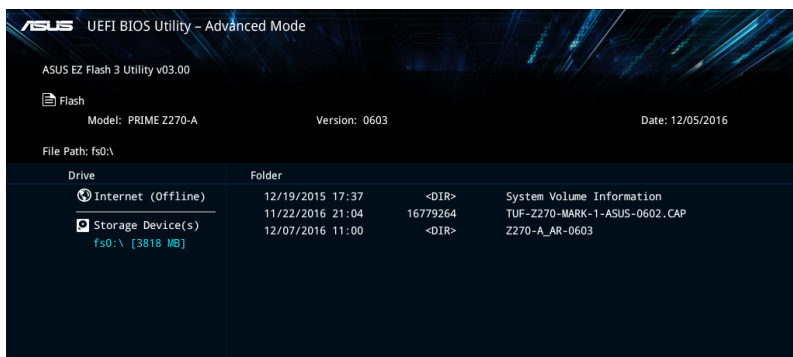 ASUS UEFI BIOS Utility – Advanced Mode
ASUS EZ Flash 3 Utility v03.00
Flash
Model: PRIME Z270-A Version: 0603 Date: 12/05/2016
File Path: fs0:\
Drive Folder
Internet (Offline) 12/19/2015 17:37 <DIR> System Volume Information
11/22/2016 21:04 16779264 TUF-Z270-MARK-1-ASUS-0602.CAP
Storage Device(s) 12/07/2016 11:00 <DIR> Z270-A_AR-0603
fs0:\ [3818 MB]